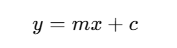 y = mx + c